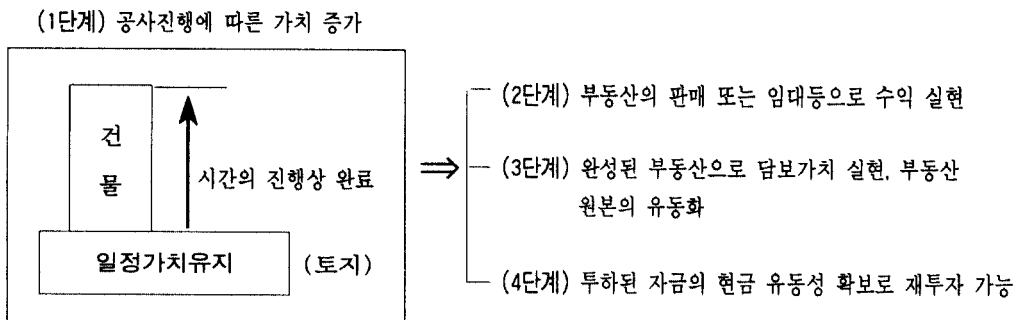 (1단계) 공사진행에 따른 가치 증가
건
물
시간의 진행상 완료
일정가치유지 (토지)
⇒
(2단계) 부동산의 판매 또는 임대등으로 수익 실현
(3단계) 완성된 부동산으로 담보가치 실현, 부동산
원본의 유동화
(4단계) 투하된 자금의 현금 유동성 확보로 재투자 가능